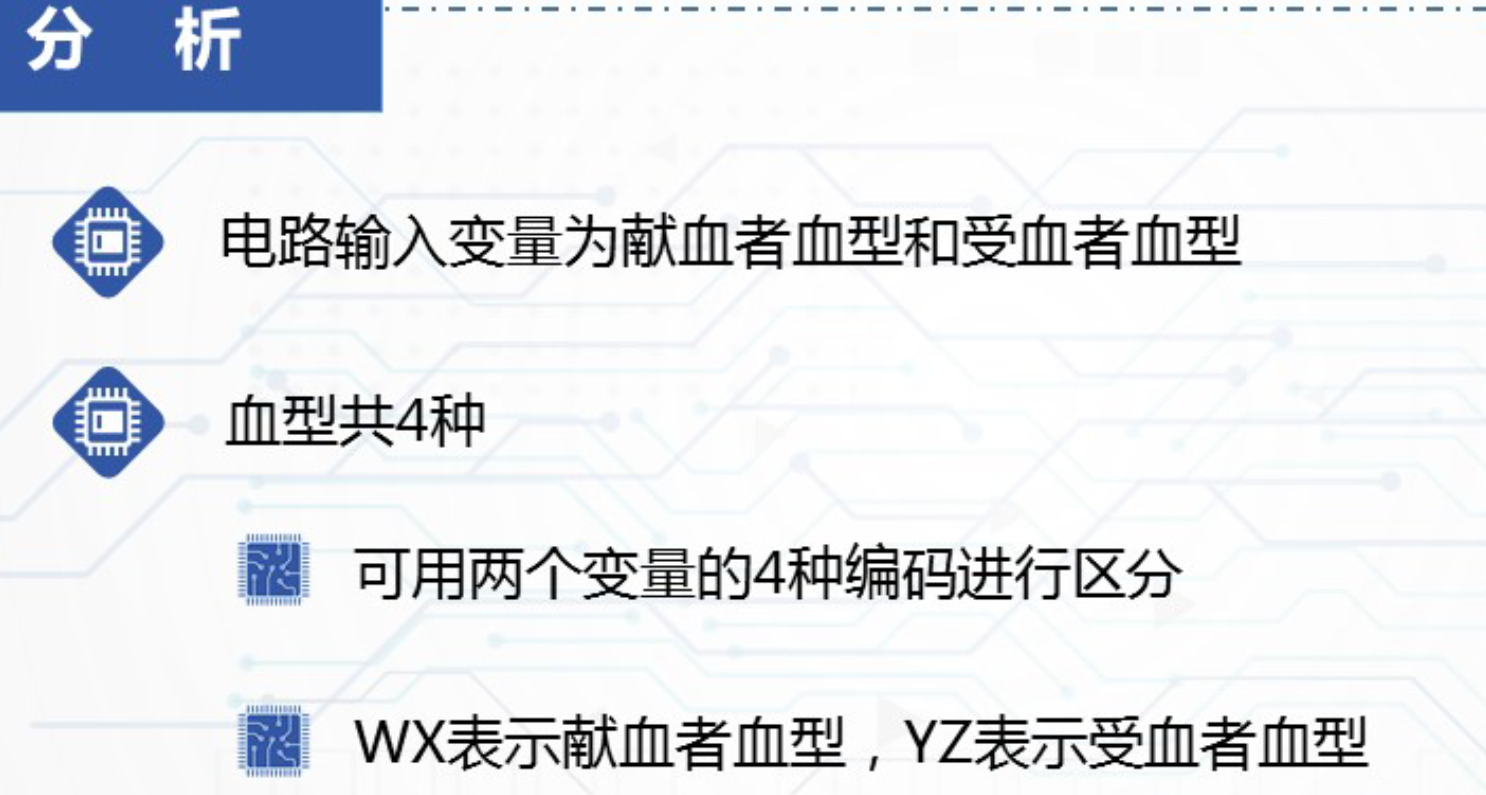 分 析
电路输入变量为献血者血型和受血者血型
血型共4种
可用两个变量的4种编码进行区分
WX表示献血者血型，YZ表示受血者血型